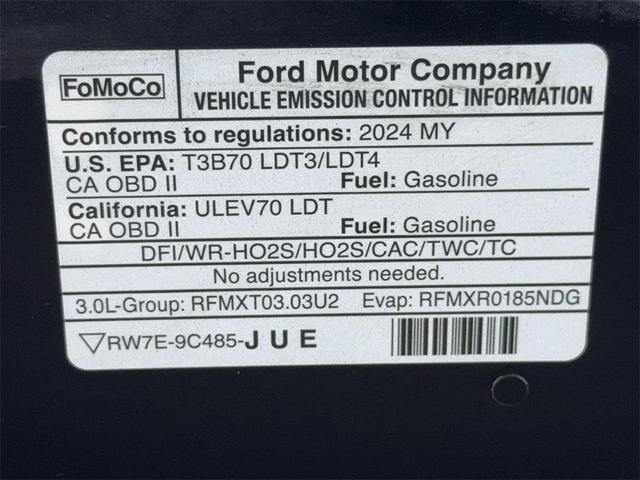 FoMoCo
Ford Motor Company
VEHICLE EMISSION CONTROL INFORMATION
Conforms to regulations: 2024 MY
U.S. EPA: T3B70 LDT3/LDT4
CA OBD II Fuel: Gasoline
California: ULEV70 LDT
CA OBD II Fuel: Gasoline
DFI/WR-HO2S/HO2S/CAC/TWC/TC
No adjustments needed.
3.0L-Group: RFMXT03.03U2 Evap: RFMXR0185NDG
RW7E-9C485-J U E